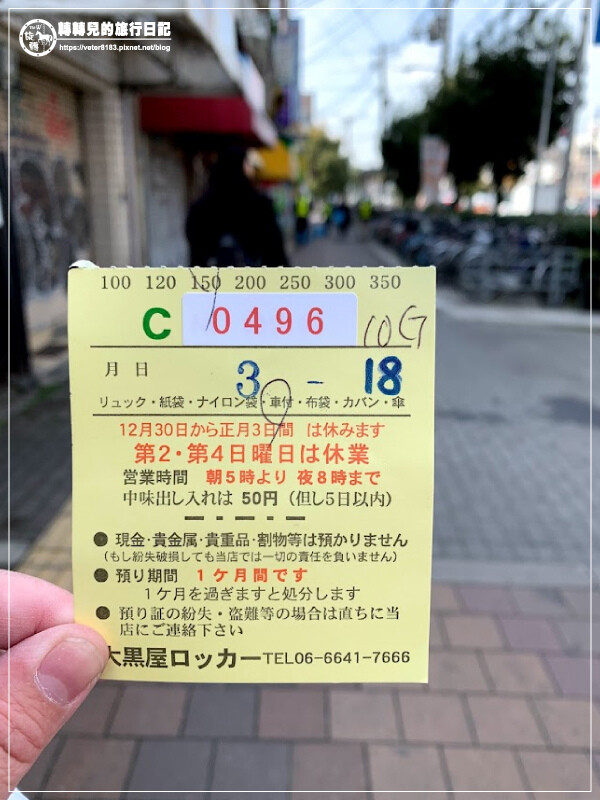 轉轉兒的旅行日記
https://veter8183.pixnet.net/blog
100 120 150 200 250 300 350
C 0496 10G
月 日 3 - 18
リュック・紙袋・ナイロン袋・車付・布袋・カバン・傘
12月30日から正月3日間 は休みます
第2・第4日曜日は休業
営業時間 朝5時より 夜8時まで
中味出し入れは 50円 (但し5日以内)
● 現金・貴金属・貴重品・割物等は預かりません
(もし紛失破損しても当店では一切の責任を負いません)
● 預り期間 1ケ月間です
1ケ月を過ぎますと処分します
● 預り証の紛失・盗難等の場合は直ちに当
店にご連絡下さい
大黒屋ロッカーTEL06-6641-7666